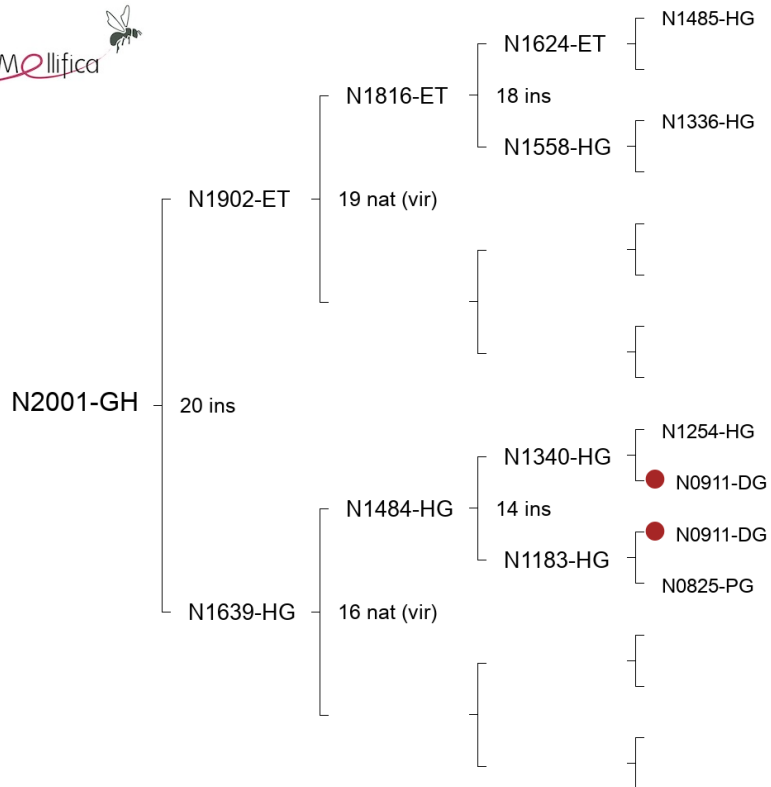 Mellifica
N1485-HG
N1624-ET
N1816-ET
18 ins
N1336-HG
N1558-HG
N1902-ET
19 nat (vir)
N2001-GH
20 ins
N1254-HG
N1340-HG
N0911-DG
N1484-HG
14 ins
N0911-DG
N1183-HG
N0825-PG
N1639-HG
16 nat (vir)